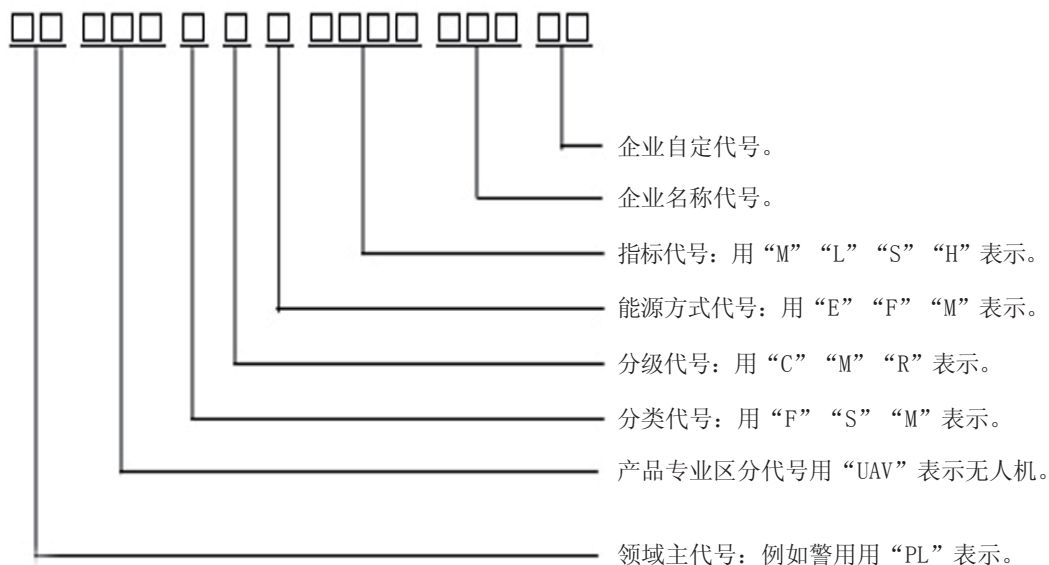 □□ □□□ □ □ □ □□□□ □□□ □□
企业自定代号。
企业名称代号。
指标代号：用“M”“L”“S”“H”表示。
能源方式代号：用“E”“F”“M”表示。
分级代号：用“C”“M”“R”表示。
分类代号：用“F”“S”“M”表示。
产品专业区分代号用“UAV”表示无人机。
领域主代号：例如警用用“PL”表示。